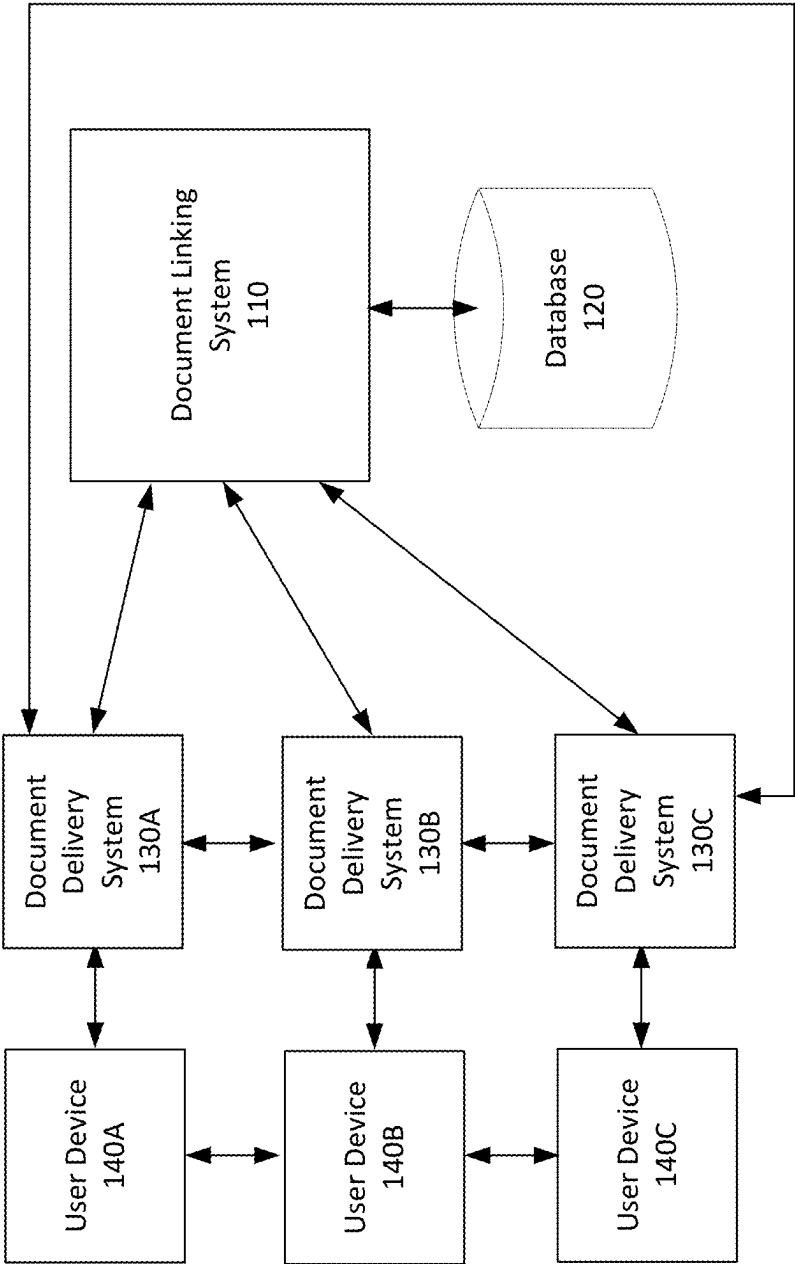 Document Linking
System
110
Database
120
Document
Delivery
System
130A
Document
Delivery
System
130B
Document
Delivery
System
130C
User Device
140A
User Device
140B
User Device
140C